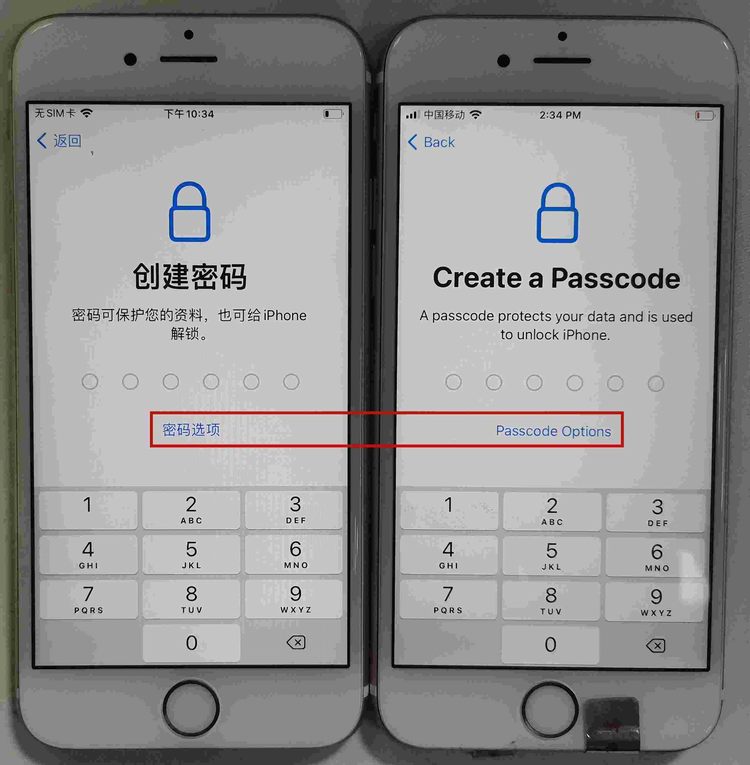 无SIM卡 下午10:34
返回
创建密码
密码可保护您的资料，也可给iPhone
解锁。
密码选项
1
2 ABC
3 DEF
4 GHI
5 JKL
6 MNO
7 PQRS
8 TUV
9 WXYZ
0
中国移动 2:34 PM
Back
Create a Passcode
A passcode protects your data and is used
to unlock iPhone.
Passcode Options
1
2 ABC
3 DEF
4 GHI
5 JKL
6 MNO
7 PQRS
8 TUV
9 WXYZ
0